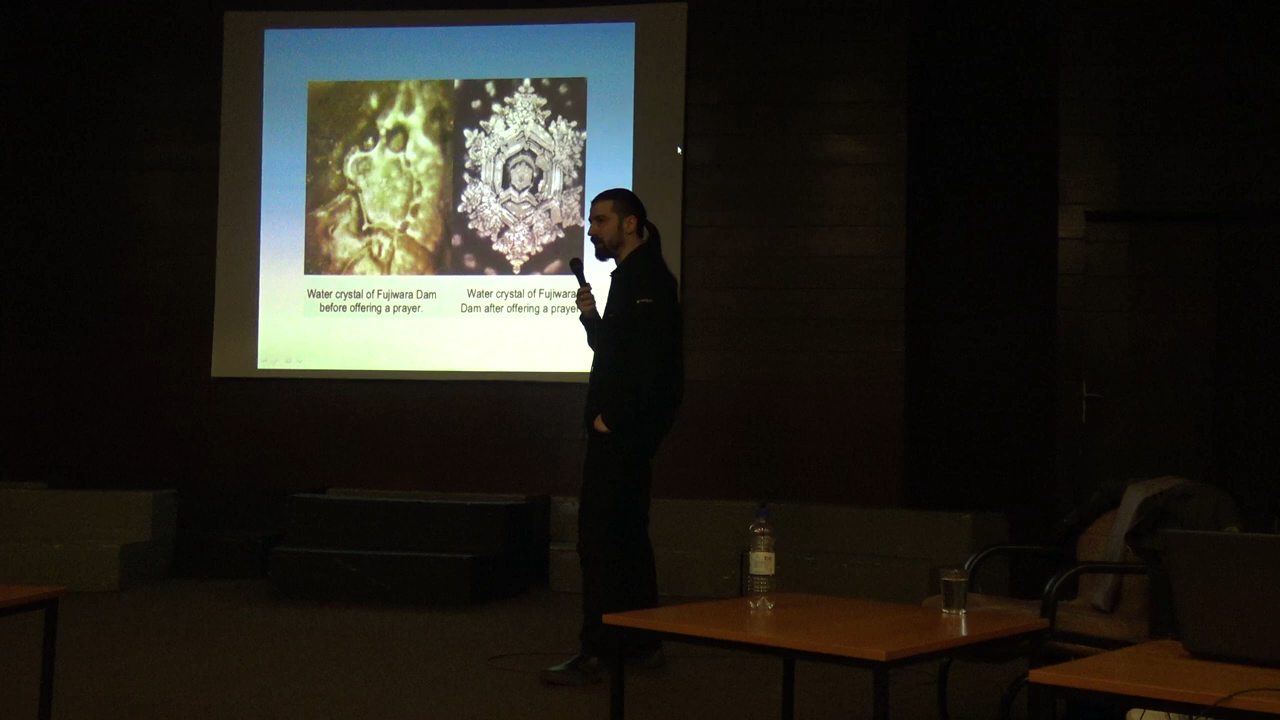 Water crystal of Fujiwara Dam
before offering a prayer.
Water crystal of Fujiwara
Dam after offering a prayer